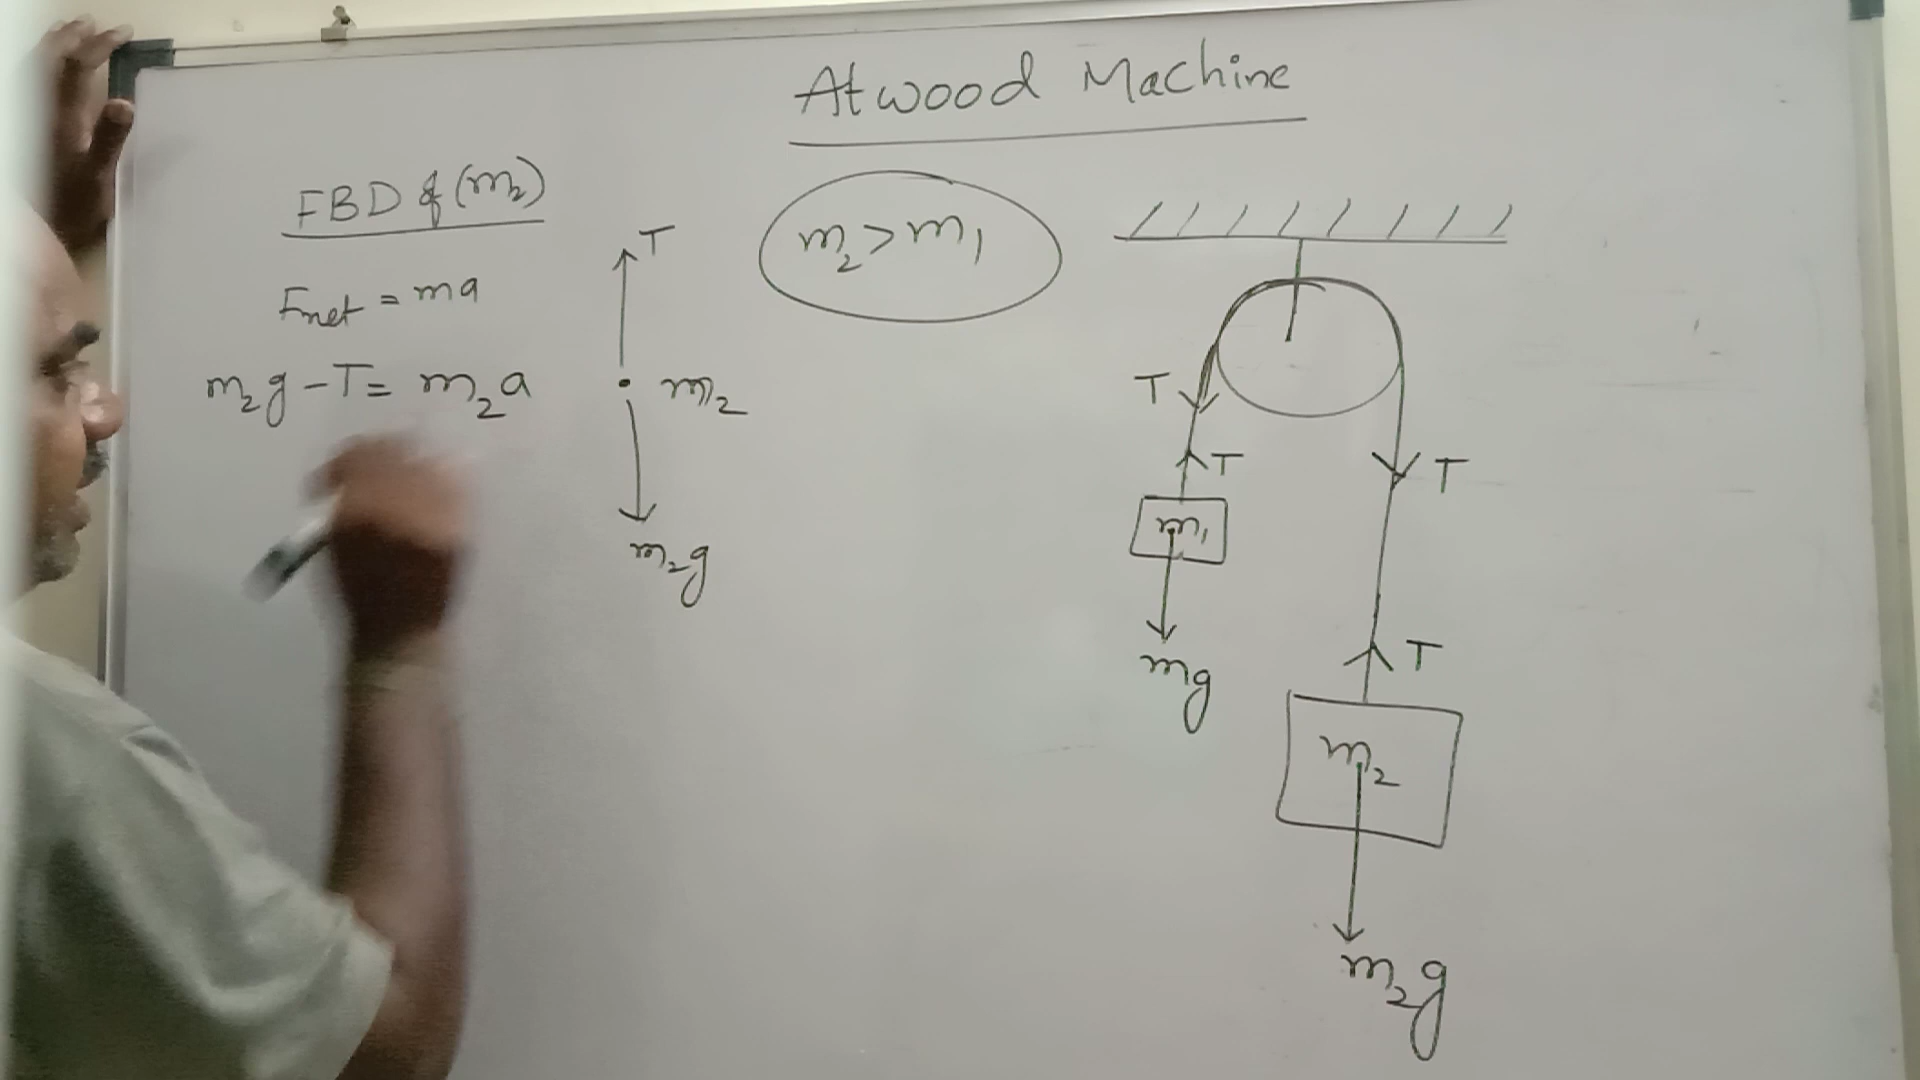 Atwood Machine
FBD of (m₂)
Fnet = ma
m₂g - T = m₂a
T
m₂
m₂g
m₂ > m₁
T
T
m₁
mg
T
T
m₂
m₂g